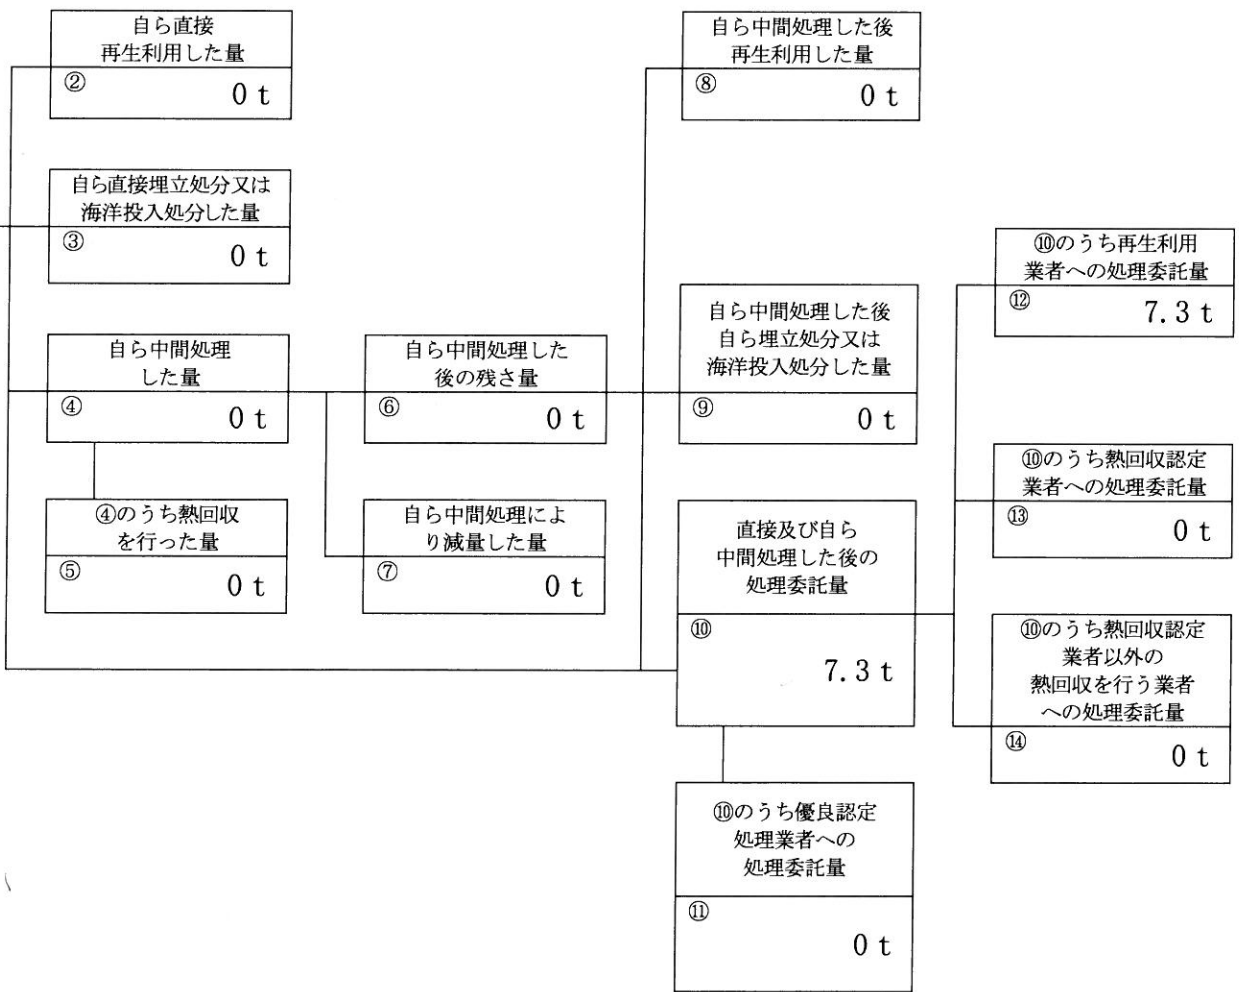 自ら直接
再生利用した量
②
0 t
自ら直接埋立処分又は
海洋投入処分した量
③
0 t
自ら中間処理
した量
④
0 t
④のうち熱回収
を行った量
⑤
0 t
自ら中間処理した
後の残さ量
⑥
0 t
自ら中間処理によ
り減量した量
⑦
0 t
自ら中間処理した後
再生利用した量
⑧
0 t
自ら中間処理した後
自ら埋立処分又は
海洋投入処分した量
⑨
0 t
直接及び自ら
中間処理した後の
処理委託量
⑩
7.3 t
⑩のうち優良認定
処理業者への
処理委託量
⑪
0 t
⑩のうち再生利用
業者への処理委託量
⑫
7.3 t
⑩のうち熱回収認定
業者への処理委託量
⑬
0 t
⑩のうち熱回収認定
業者以外の
熱回収を行う業者
への処理委託量
⑭
0 t